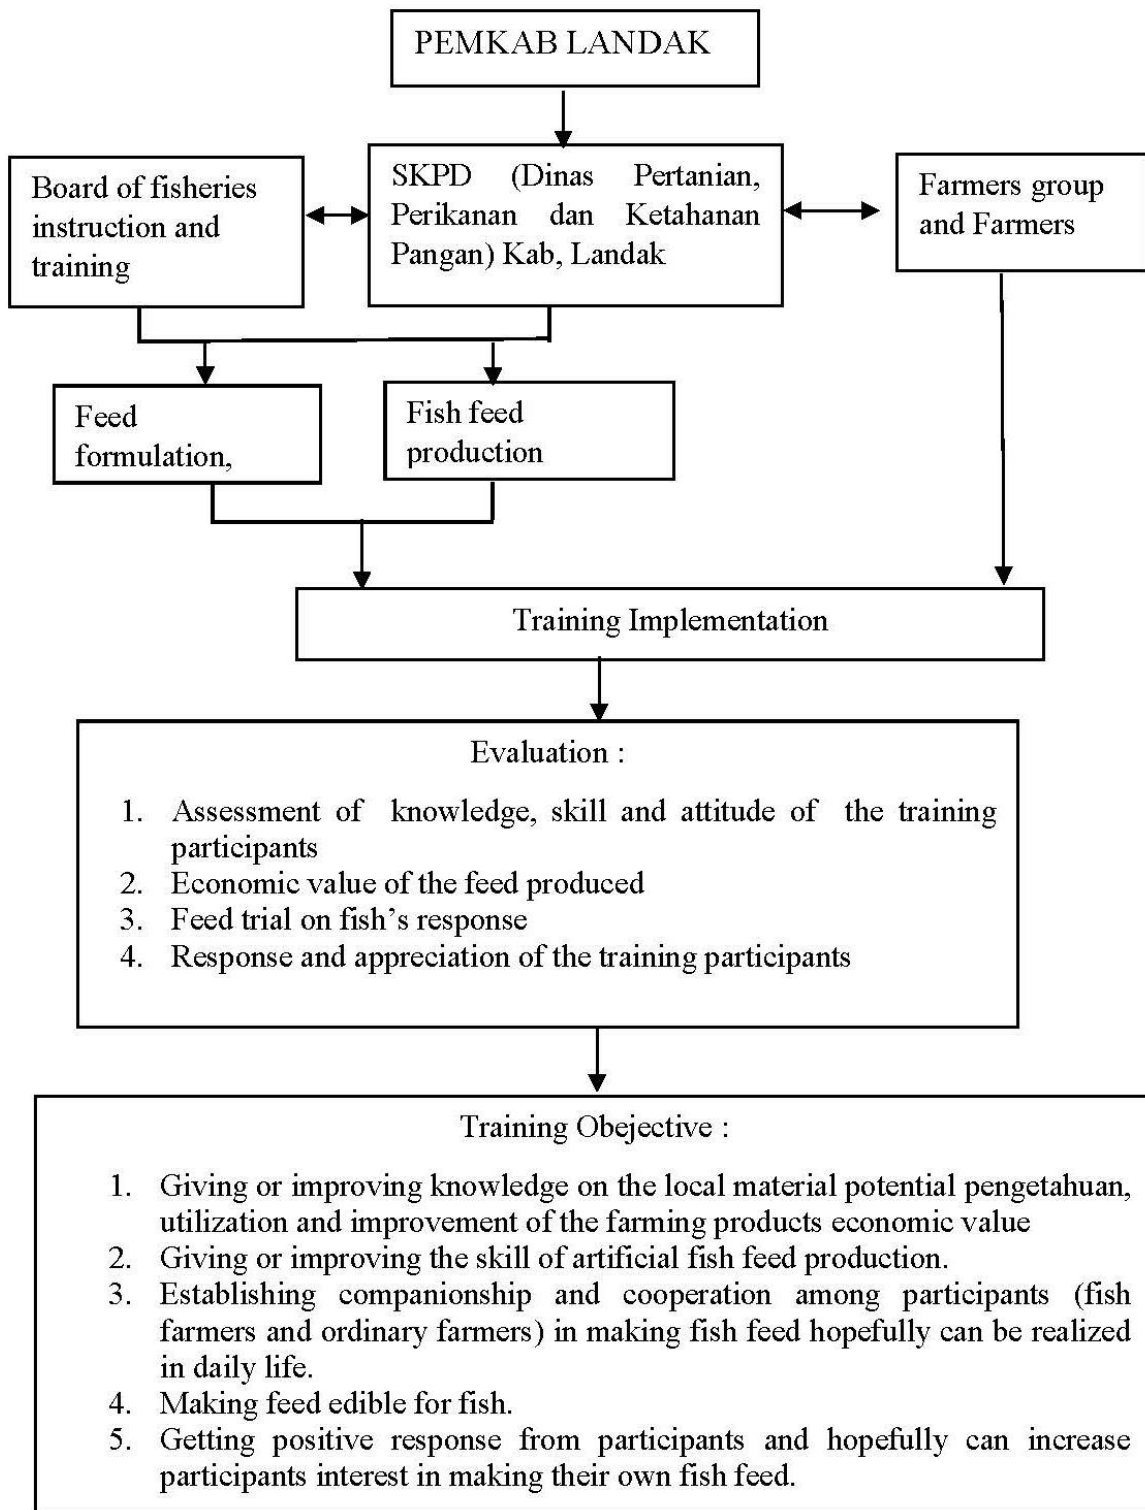 PEMKAB LANDAK
Board of fisheries
instruction and
training
SKPD (Dinas Pertanian,
Perikanan dan Ketahanan
Pangan) Kab, Landak
Farmers group
and Farmers
Feed
formulation,
Fish feed
production
Training Implementation
Evaluation :
1. Assessment of knowledge, skill and attitude of the training
participants
2. Economic value of the feed produced
3. Feed trial on fish's response
4. Response and appreciation of the training participants
Training Obejective :
1. Giving or improving knowledge on the local material potential pengetahuan,
utilization and improvement of the farming products economic value
2. Giving or improving the skill of artificial fish feed production.
3. Establishing companionship and cooperation among participants (fish
farmers and ordinary farmers) in making fish feed hopefully can be realized
in daily life.
4. Making feed edible for fish.
5. Getting positive response from participants and hopefully can increase
participants interest in making their own fish feed.